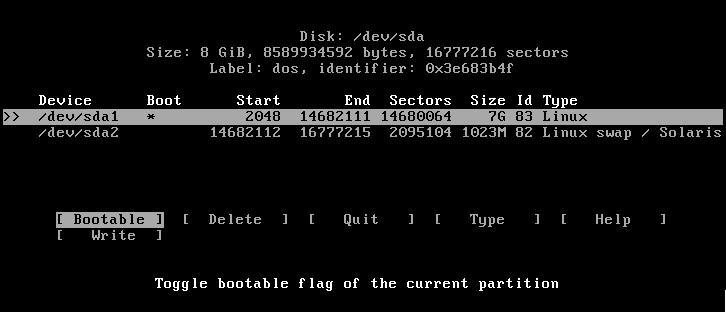 Disk: /dev/sda
Size: 8 GiB, 8589934592 bytes, 16777216 sectors
Label: dos, identifier: 0x3e683b4f
Device Boot Start End Sectors Size Id Type
>> /dev/sda1 * 2048 14682111 14680064 7G 83 Linux
/dev/sda2 14682112 16777215 2095104 1023M 82 Linux swap / Solaris
[ Bootable ] [ Delete ] [ Quit ] [ Type ] [ Help ]
[ Write ]
Toggle bootable flag of the current partition